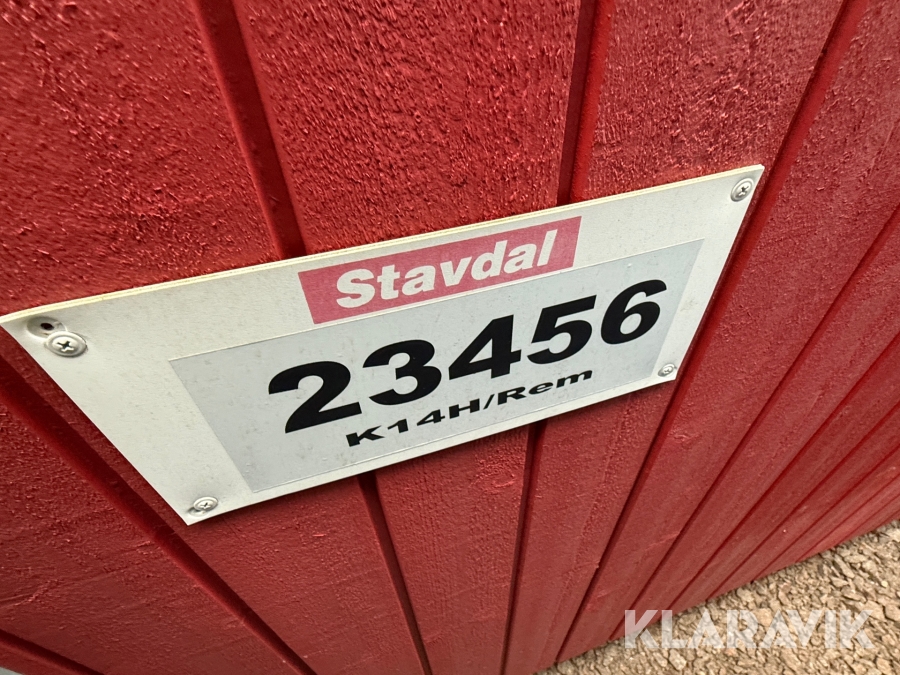 Stavdal
23456
K14H/Rem
KLARAVIK